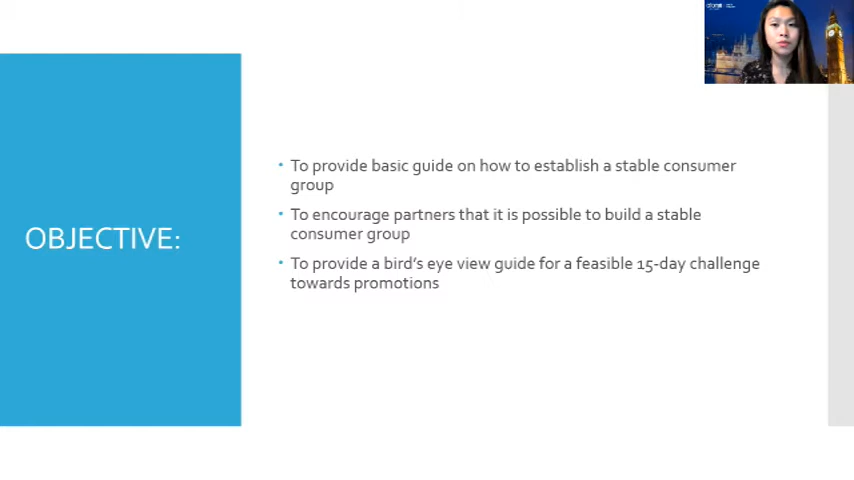 OBJECTIVE:
• To provide basic guide on how to establish a stable consumer
group
• To encourage partners that it is possible to build a stable
consumer group
• To provide a bird's eye view guide for a feasible 15-day challenge
towards promotions